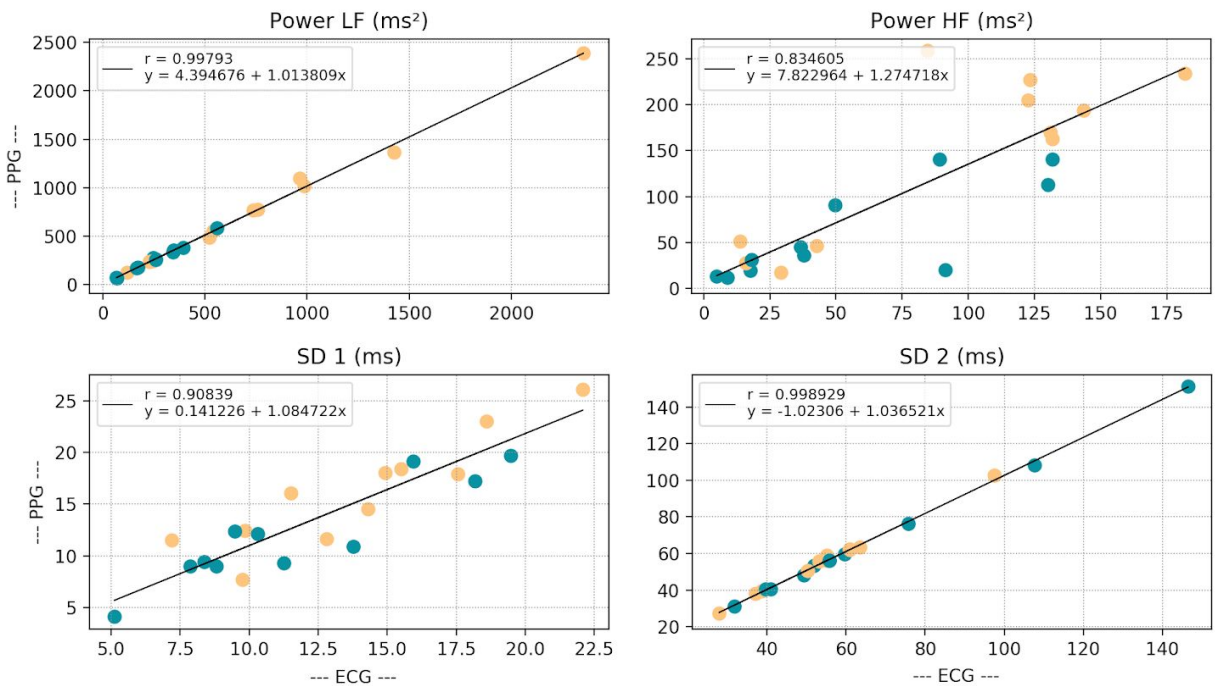 Power LF (ms²)
r = 0.99793
y = 4.394676 + 1.013809x
2500
2000
1500
1000
500
0
0 500 1000 1500 2000
--- PPG ---
Power HF (ms²)
r = 0.834605
y = 7.822964 + 1.274718x
250
200
150
100
50
0
0 25 50 75 100 125 150 175
SD 1 (ms)
r = 0.90839
y = 0.141226 + 1.084722x
25
20
15
10
5
5.0 7.5 10.0 12.5 15.0 17.5 20.0 22.5
--- PPG ---
--- ECG ---
SD 2 (ms)
r = 0.998929
y = -1.02306 + 1.036521x
140
120
100
80
60
40
20
40 60 80 100 120 140
--- ECG ---